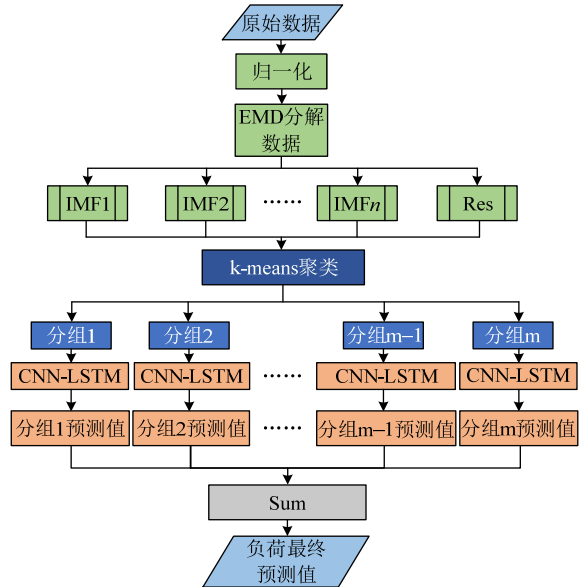 原始数据
归一化
EMD分解
数据
IMF1 IMF2 …… IMFn Res
k-means聚类
分组1 分组2 分组m−1 分组m
CNN-LSTM CNN-LSTM …… CNN-LSTM CNN-LSTM
分组1预测值 分组2预测值 …… 分组m−1预测值 分组m预测值
Sum
负荷最终
预测值